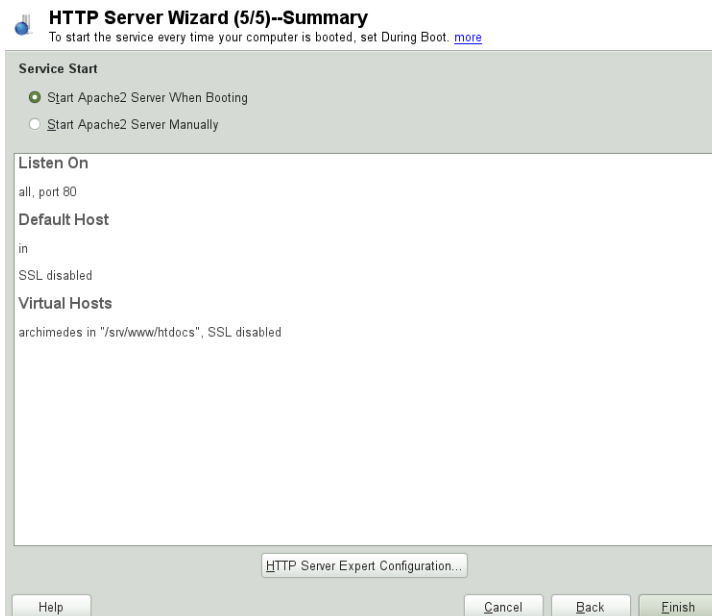 HTTP Server Wizard (5/5)--Summary
To start the service every time your computer is booted, set During Boot. more
Service Start
Start Apache2 Server When Booting
Start Apache2 Server Manually
Listen On
all, port 80
Default Host
in
SSL disabled
Virtual Hosts
archimedes in "/srv/www/htdocs", SSL disabled
HTTP Server Expert Configuration...
Help
Cancel
Back
Finish